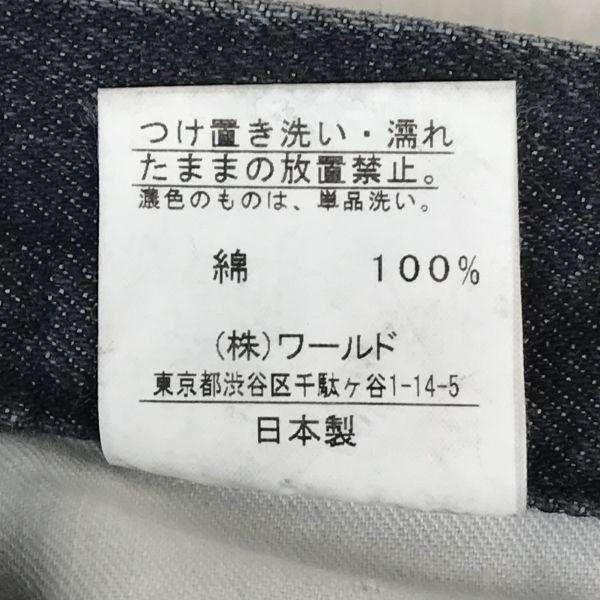 つけ置き洗い・濡れ
たままの放置禁止。
濃色のものは、単品洗い。
綿 100%
(株)ワールド
東京都渋谷区千駄ヶ谷1-14-5
日本製